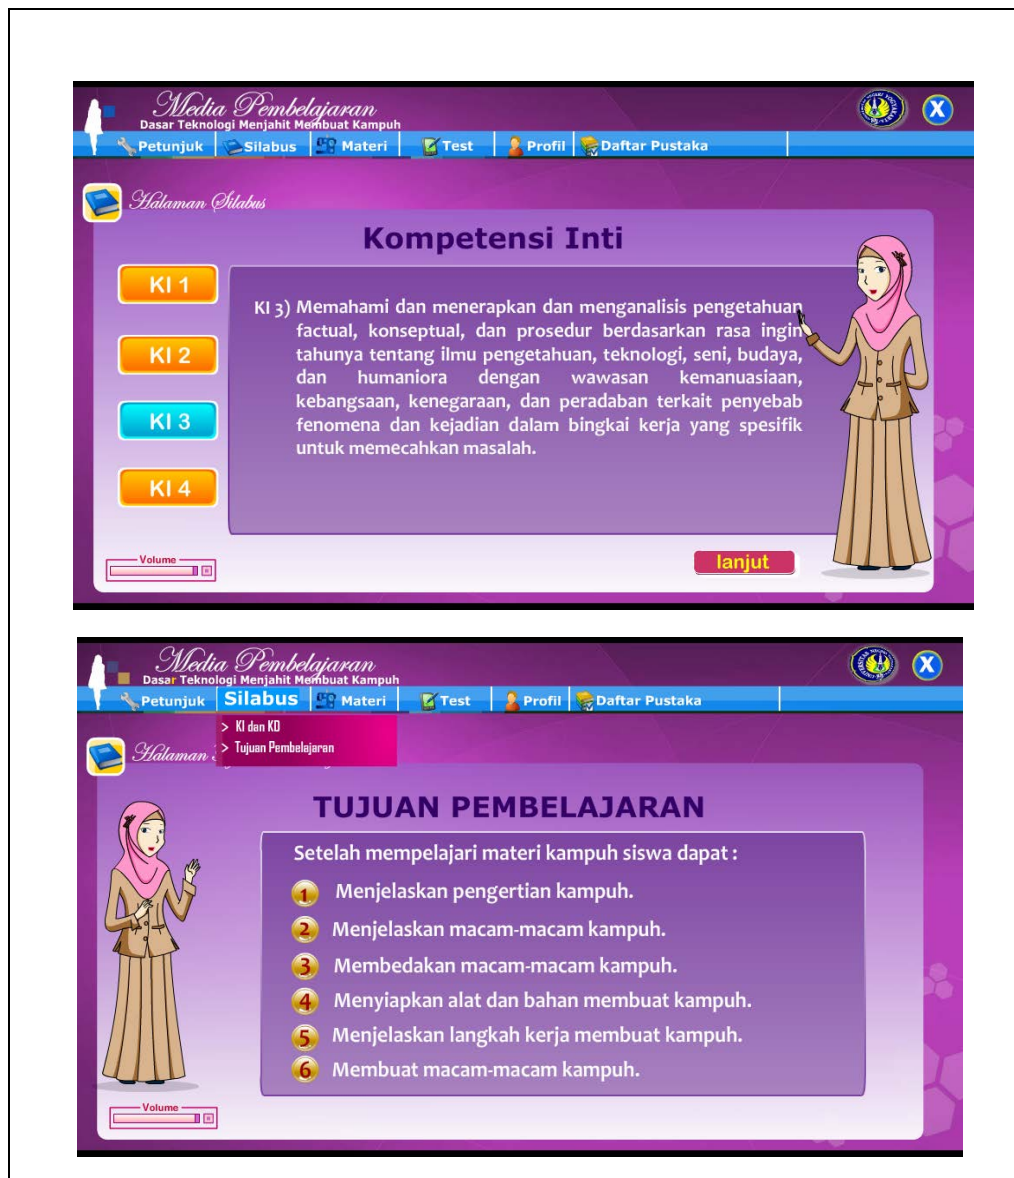 Media Pembelajaran
Dasar Teknologi Menjahit Membuat Kampuh
X
Petunjuk Silabus Materi Test Profil Daftar Pustaka
Halaman Silabus
Kompetensi Inti
KI 1
KI 2
KI 3
KI 4
KI 3) Memahami dan menerapkan dan menganalisis pengetahuan
factual, konseptual, dan prosedur berdasarkan rasa ingin
tahunya tentang ilmu pengetahuan, teknologi, seni, budaya,
dan humaniora dengan wawasan kemanuasiaan,
kebangsaan, kenegaraan, dan peradaban terkait penyebab
fenomena dan kejadian dalam bingkai kerja yang spesifik
untuk memecahkan masalah.
Volume
lanjut
Media Pembelajaran
Dasar Teknologi Menjahit Membuat Kampuh
X
Petunjuk Silabus Materi Test Profil Daftar Pustaka
> KI dan KD
> Tujuan Pembelajaran
Halaman
TUJUAN PEMBELAJARAN
Setelah mempelajari materi kampuh siswa dapat :
1 Menjelaskan pengertian kampuh.
2 Menjelaskan macam-macam kampuh.
3 Membedakan macam-macam kampuh.
4 Menyiapkan alat dan bahan membuat kampuh.
5 Menjelaskan langkah kerja membuat kampuh.
6 Membuat macam-macam kampuh.
Volume